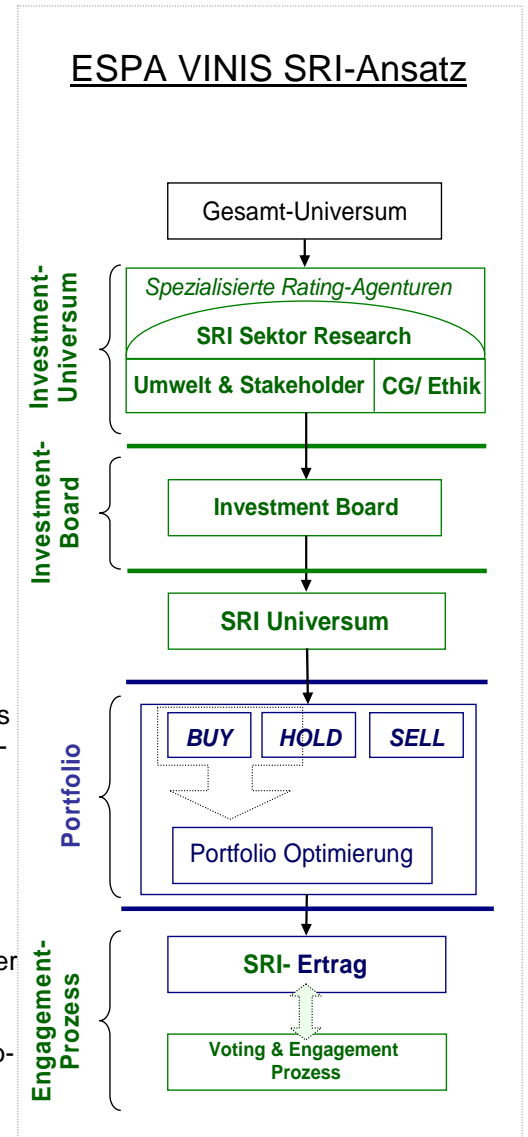 ESPA VINIS SRI-Ansatz
Gesamt-Universum
Investment-
Universum
Spezialisierte Rating-Agenturen
SRI Sektor Research
Umwelt & Stakeholder
CG/ Ethik
Investment-
Board
Investment Board
SRI Universum
s
-
Portfolio
BUY
HOLD
SELL
Portfolio Optimierung
er
o-
Engagement-
Prozess
SRI- Ertrag
Voting & Engagement
Prozess